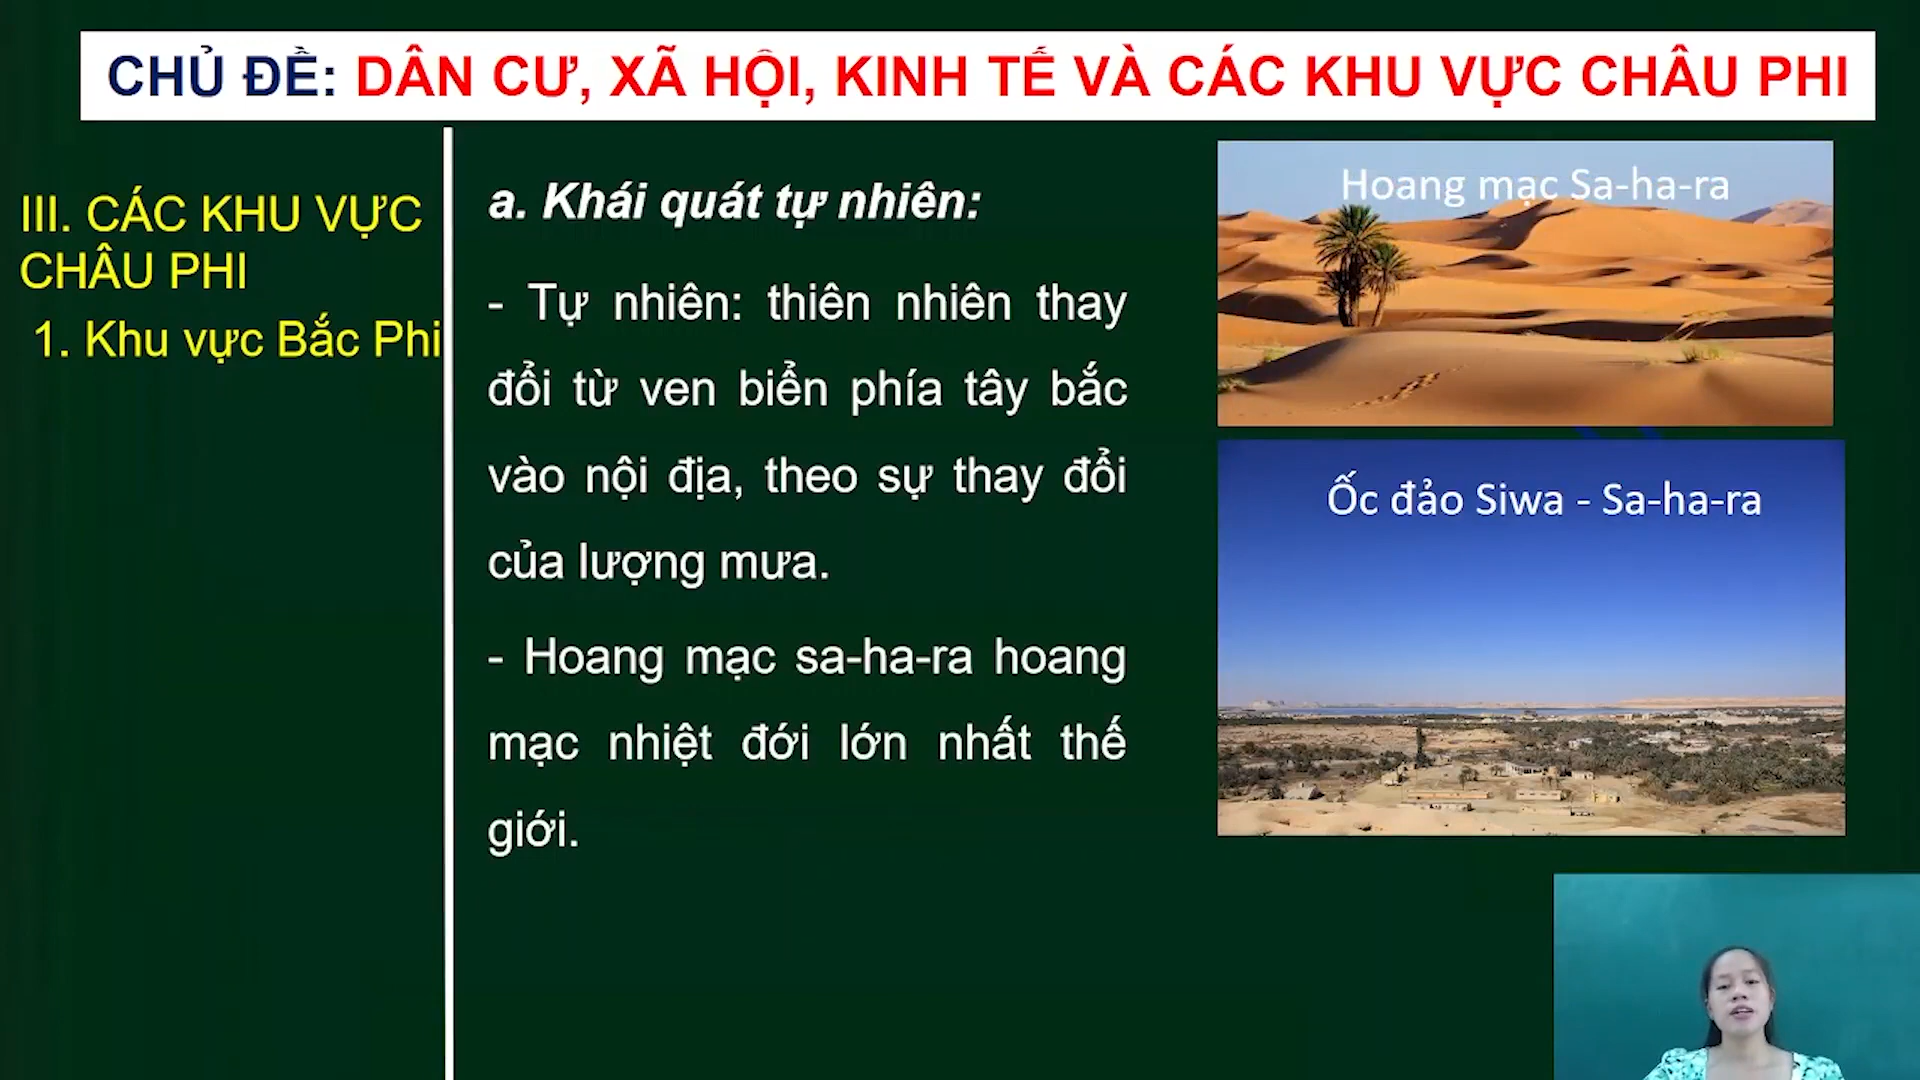 CHỦ ĐỀ: DÂN CƯ, XÃ HỘI, KINH TẾ VÀ CÁC KHU VỰC CHÂU PHI
III. CÁC KHU VỰC
CHÂU PHI
1. Khu vực Bắc Phi
a. Khái quát tự nhiên:
- Tự nhiên: thiên nhiên thay
đổi từ ven biển phía tây bắc
vào nội địa, theo sự thay đổi
của lượng mưa.
- Hoang mạc sa-ha-ra hoang
mạc nhiệt đới lớn nhất thế
giới.
Hoang mạc Sa-ha-ra
Ốc đảo Siwa - Sa-ha-ra